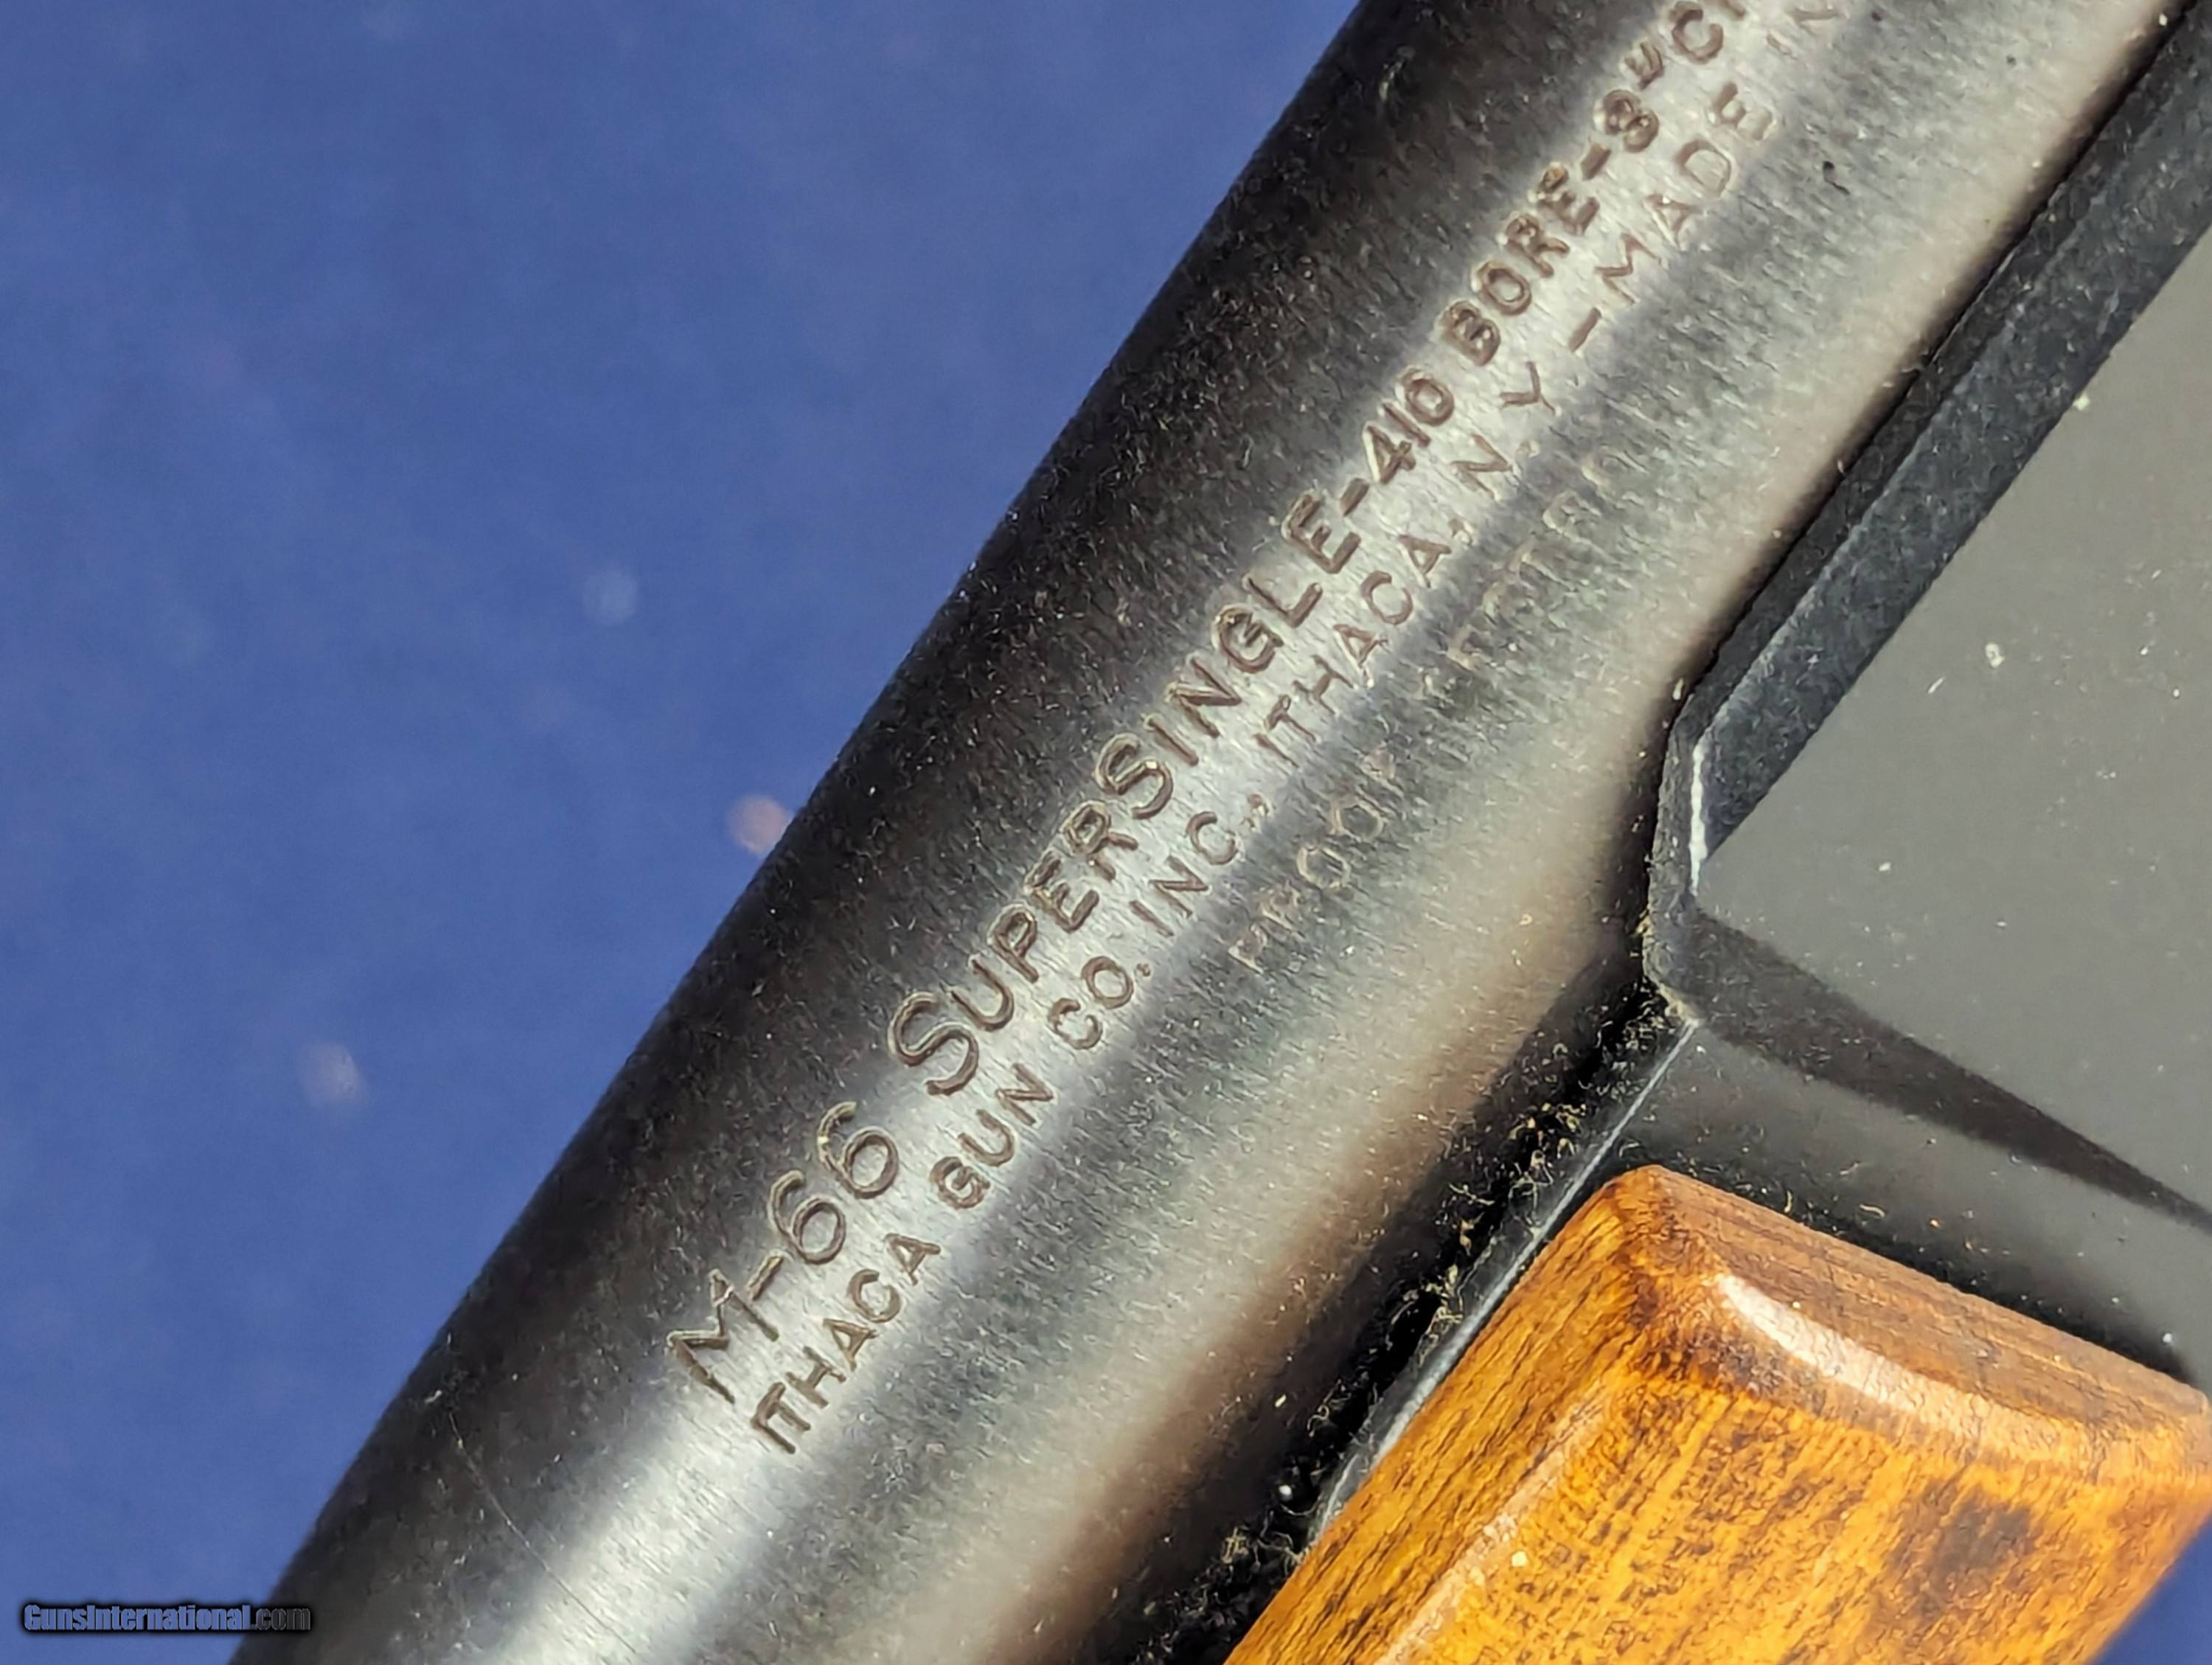 M-66 SUPERSINGLE-410 BORE-3"C
ITHACA GUN CO. INC., ITHACA, N.Y.-MADE IN
PROOF TESTED
GunsInternational.com